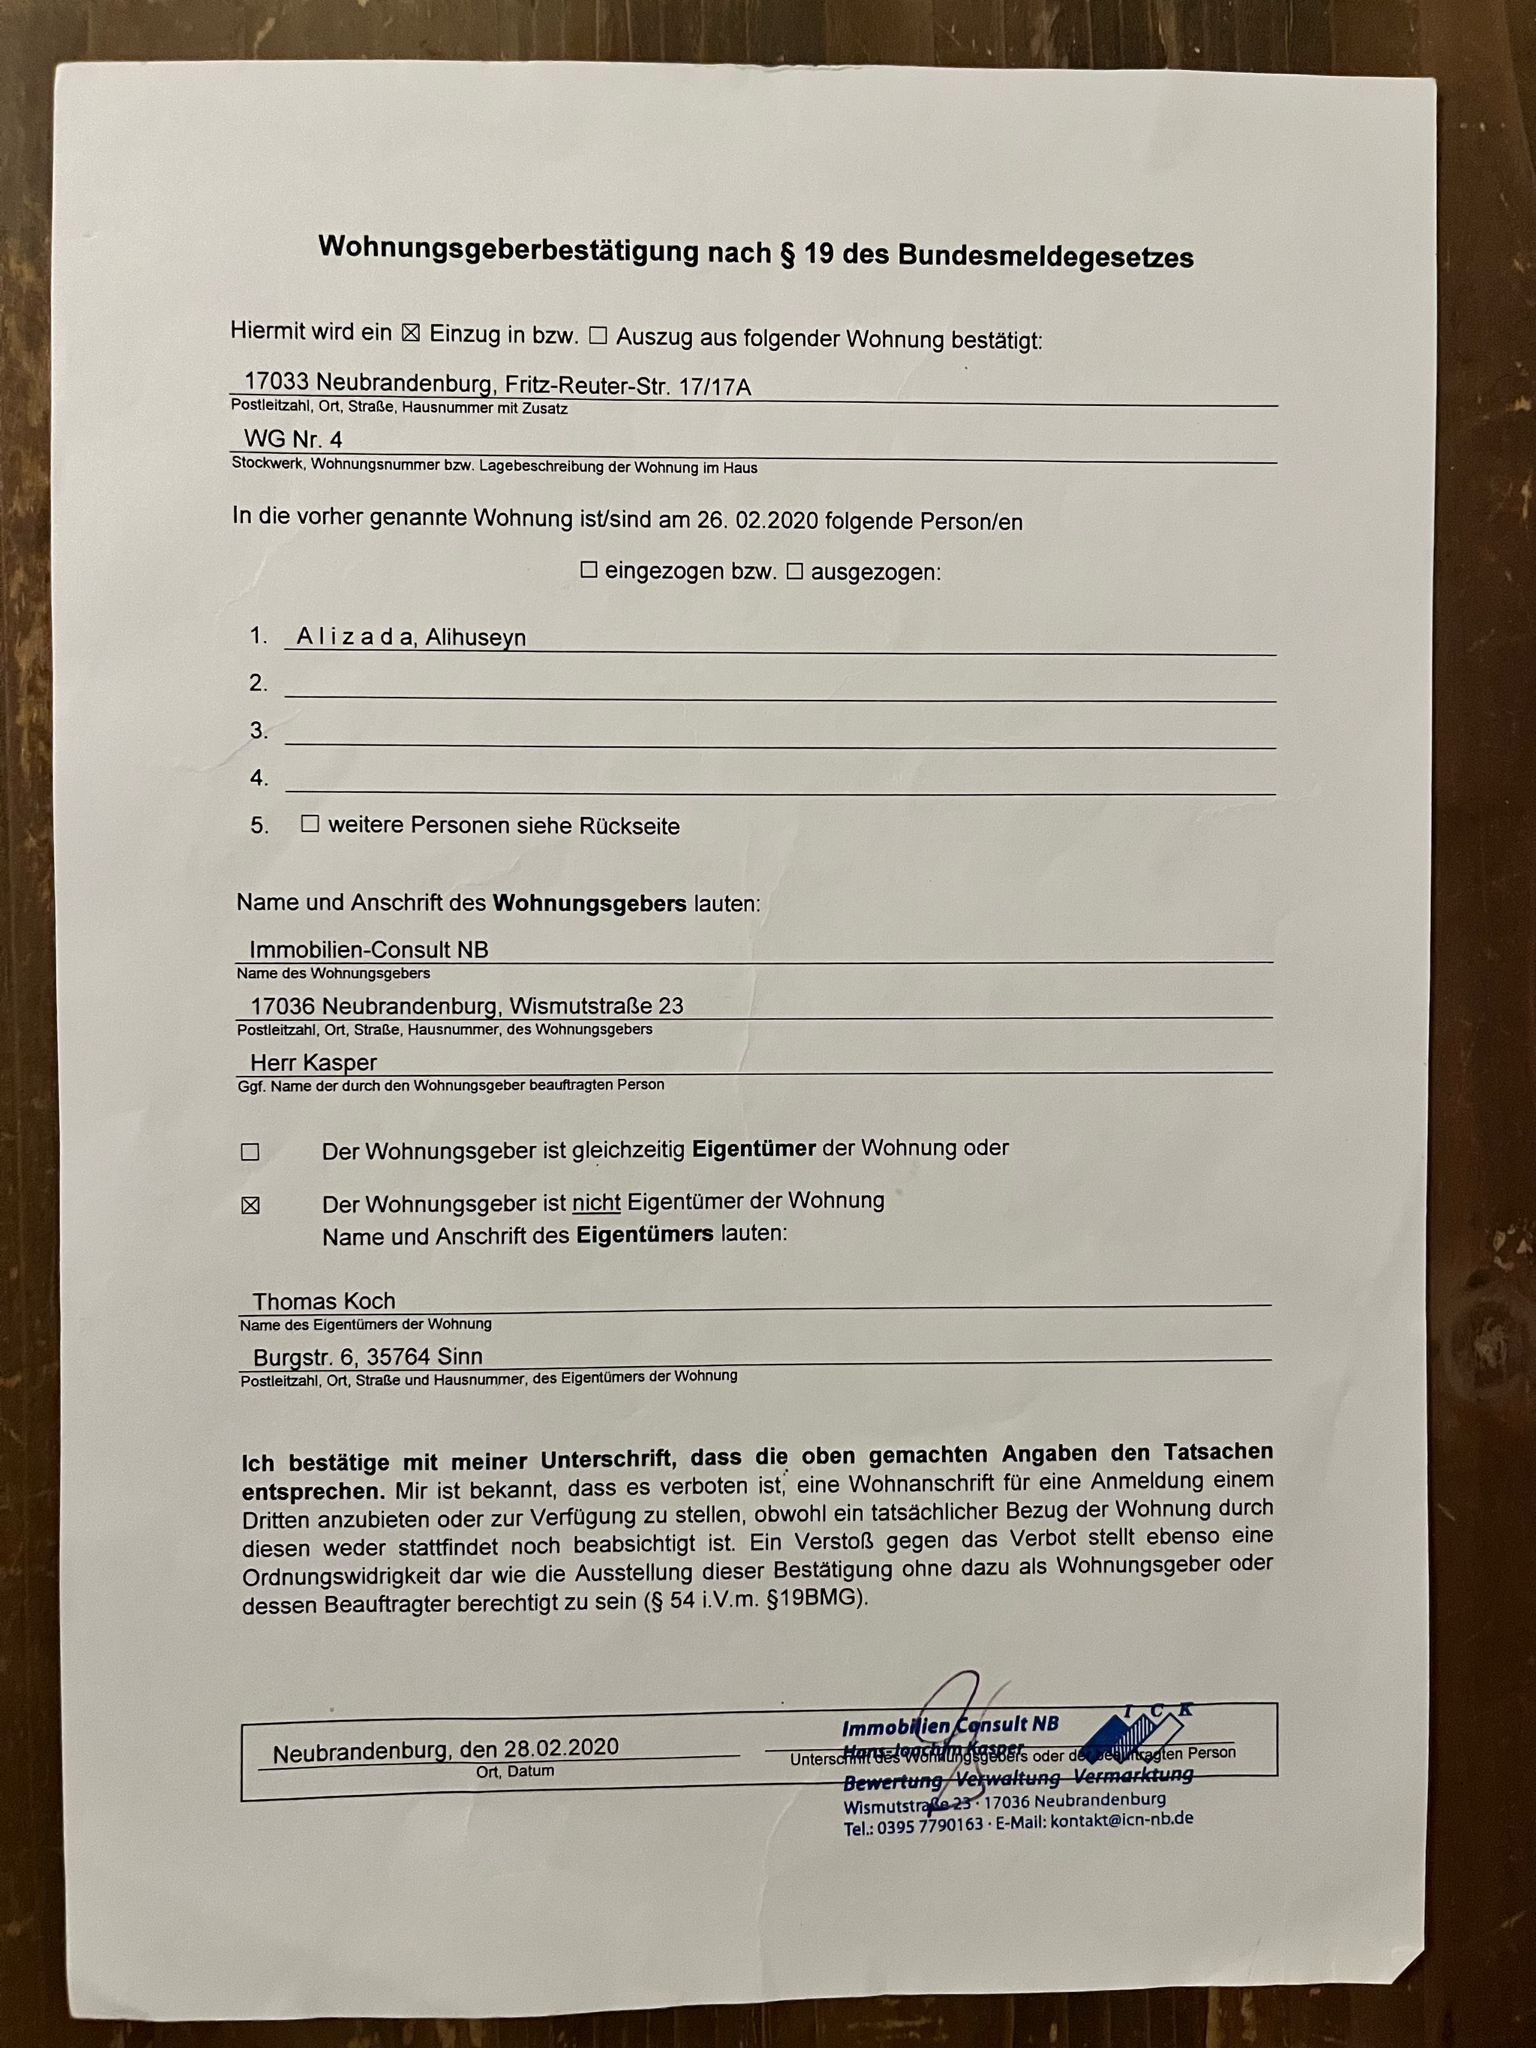 Wohnungsgeberbestätigung nach § 19 des Bundesmeldegesetzes
Hiermit wird ein ☒ Einzug in bzw. ☐ Auszug aus folgender Wohnung bestätigt:
17033 Neubrandenburg, Fritz-Reuter-Str. 17/17A
Postleitzahl, Ort, Straße, Hausnummer mit Zusatz
WG Nr. 4
Stockwerk, Wohnungsnummer bzw. Lagebeschreibung der Wohnung im Haus
In die vorher genannte Wohnung ist/sind am 26. 02.2020 folgende Person/en
☐ eingezogen bzw. ☐ ausgezogen:
1. A l i z a d a, Alihuseyn
2.
3.
4.
5. ☐ weitere Personen siehe Rückseite
Name und Anschrift des Wohnungsgebers lauten:
Immobilien-Consult NB
Name des Wohnungsgebers
17036 Neubrandenburg, Wismutstraße 23
Postleitzahl, Ort, Straße, Hausnummer, des Wohnungsgebers
Herr Kasper
Ggf. Name der durch den Wohnungsgeber beauftragten Person
☐ Der Wohnungsgeber ist gleichzeitig Eigentümer der Wohnung oder
☒ Der Wohnungsgeber ist nicht Eigentümer der Wohnung
Name und Anschrift des Eigentümers lauten:
Thomas Koch
Name des Eigentümers der Wohnung
Burgstr. 6, 35764 Sinn
Postleitzahl, Ort, Straße und Hausnummer, des Eigentümers der Wohnung
Ich bestätige mit meiner Unterschrift, dass die oben gemachten Angaben den Tatsachen
entsprechen. Mir ist bekannt, dass es verboten ist, eine Wohnanschrift für eine Anmeldung einem
Dritten anzubieten oder zur Verfügung zu stellen, obwohl ein tatsächlicher Bezug der Wohnung durch
diesen weder stattfindet noch beabsichtigt ist. Ein Verstoß gegen das Verbot stellt ebenso eine
Ordnungswidrigkeit dar wie die Ausstellung dieser Bestätigung ohne dazu als Wohnungsgeber oder
dessen Beauftragter berechtigt zu sein (§ 54 i.V.m. §19BMG).
Neubrandenburg, den 28.02.2020
Ort, Datum
I C K
Immobilien Consult NB
Hans-Joachim Kasper
Unterschrift des Wohnungsgebers oder der beauftragten Person
Bewertung Verwaltung Vermarktung
Wismutstraße 23 · 17036 Neubrandenburg
Tel.: 0395 7790163 · E-Mail: kontakt@icn-nb.de